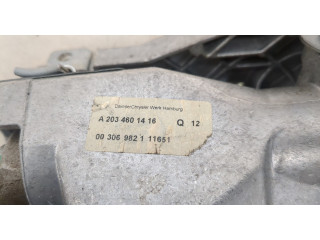 DaimlerChrysler Werk Hamburg
A 203 460 14 16 Q 12
00 306 982 1 11651